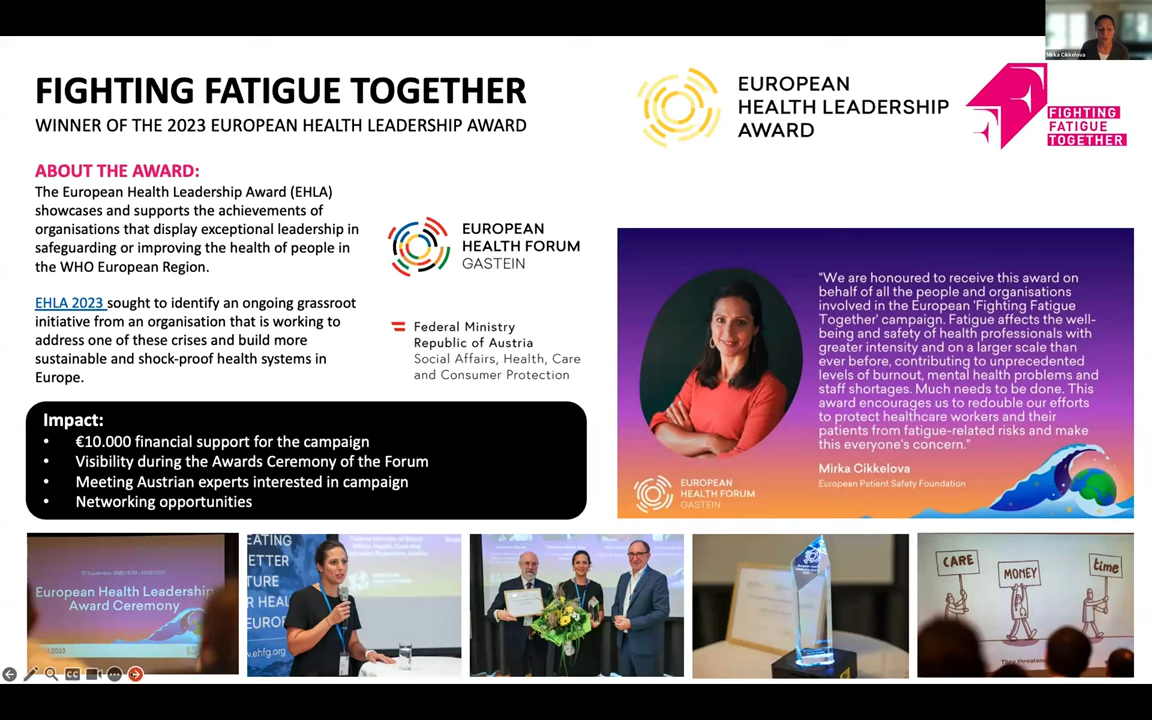 Mirka Cikkelova
FIGHTING FATIGUE TOGETHER
WINNER OF THE 2023 EUROPEAN HEALTH LEADERSHIP AWARD
EUROPEAN
HEALTH LEADERSHIP
AWARD
FIGHTING
FATIGUE
TOGETHER
ABOUT THE AWARD:
The European Health Leadership Award (EHLA)
showcases and supports the achievements of
organisations that display exceptional leadership in
safeguarding or improving the health of people in
the WHO European Region.
EHLA 2023 sought to identify an ongoing grassroot
initiative from an organisation that is working to
address one of these crises and build more
sustainable and shock-proof health systems in
Europe.
EUROPEAN
HEALTH FORUM
GASTEIN
Federal Ministry
Republic of Austria
Social Affairs, Health, Care
and Consumer Protection
Impact:
• €10.000 financial support for the campaign
• Visibility during the Awards Ceremony of the Forum
• Meeting Austrian experts interested in campaign
• Networking opportunities
"We are honoured to receive this award on
behalf of all the people and organisations
involved in the European 'Fighting Fatigue
Together' campaign. Fatigue affects the well-
being and safety of health professionals with
greater intensity and on a larger scale than
ever before, contributing to unprecedented
levels of burnout, mental health problems and
staff shortages. Much needs to be done. This
award encourages us to redouble our efforts
to protect healthcare workers and their
patients from fatigue-related risks and make
this everyone's concern."
Mirka Cikkelova
European Patient Safety Foundation
EUROPEAN
HEALTH FORUM
GASTEIN
European Health Leadership
Award Ceremony
2023
EATING
ETTER
TURE
R HEAL
EUROP
w.ehfg.org
CARE
MONEY
time
They threatene
CC